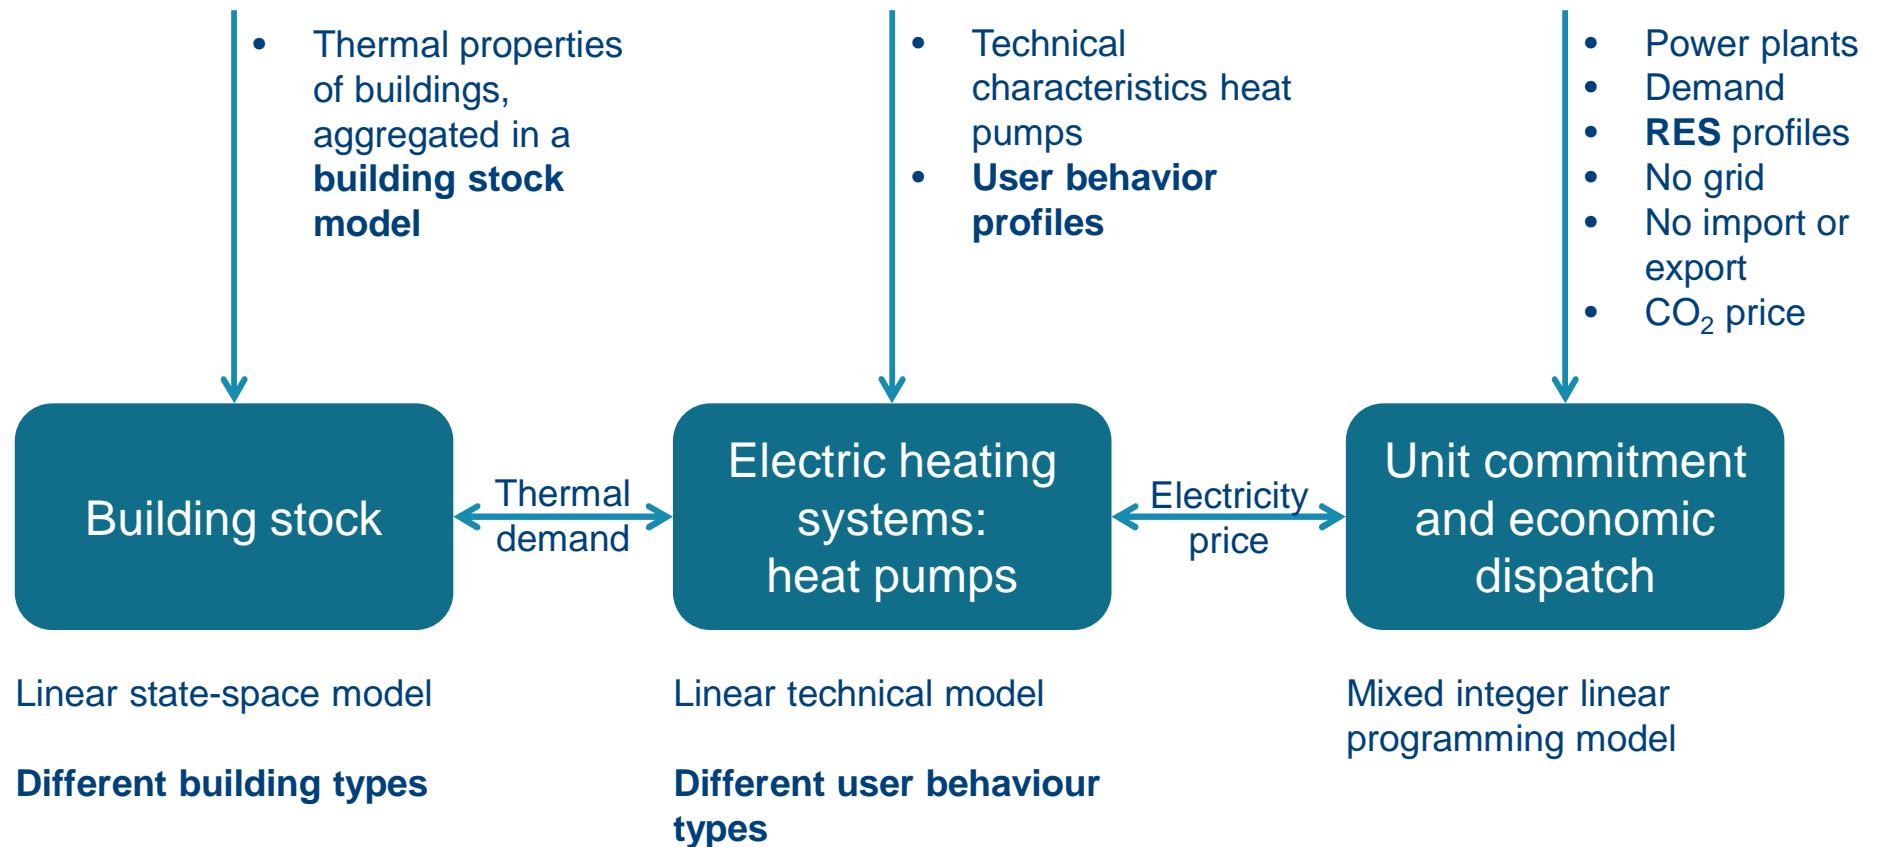 • Thermal properties
of buildings,
aggregated in a
building stock
model
• Technical
characteristics heat
pumps
• User behavior
profiles
• Power plants
• Demand
• RES profiles
• No grid
• No import or
export
• CO₂ price
Building stock
Thermal
demand
Electric heating
systems:
heat pumps
Electricity
price
Unit commitment
and economic
dispatch
Linear state-space model
Different building types
Linear technical model
Different user behaviour
types
Mixed integer linear
programming model